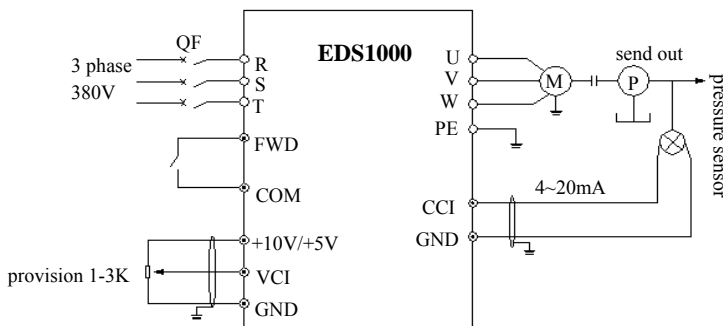 QF
3 phase
380V
R
S
T
EDS1000
U
V
W
PE
M
P
send out
pressure sensor
FWD
COM
CCI
GND
4~20mA
+10V/+5V
VCI
GND
provision 1-3K